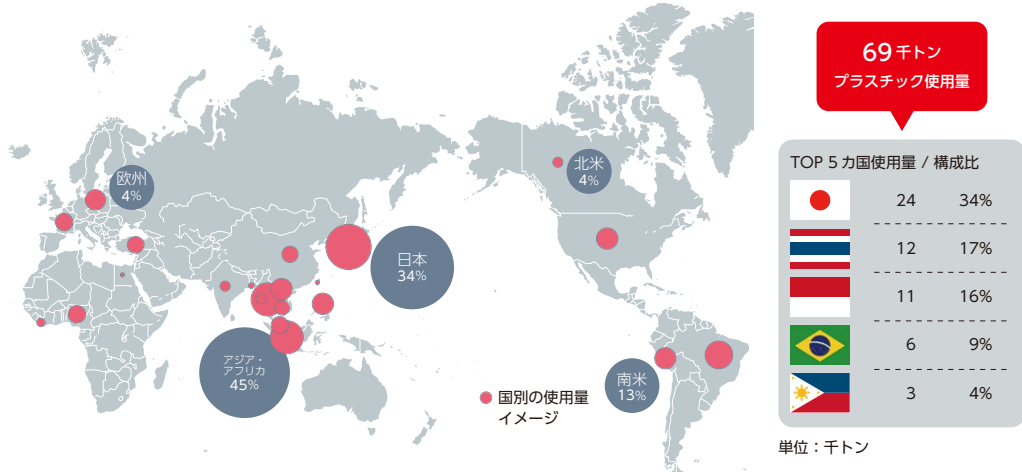 欧州
4%
北米
4%
日本
34%
アジア・
アフリカ
45%
南米
13%
国別の使用量
イメージ
69千トン
プラスチック使用量
TOP 5カ国使用量 / 構成比
24 34%
12 17%
11 16%
6 9%
3 4%
単位：千トン